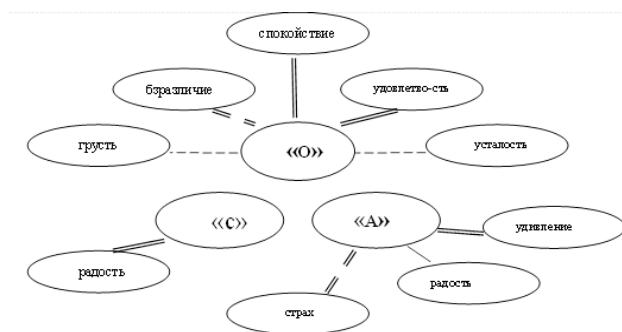 спокойствие
бзразличие
удовлетво-сть
грусть
«О»
усталость
«с»
«А»
удивление
радость
радость
страх